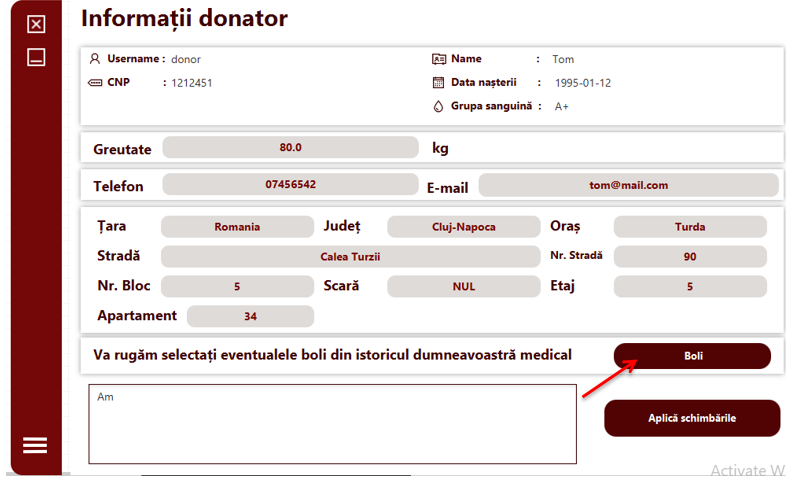 Informații donator
Username : donor
Name : Tom
CNP : 1212451
Data nașterii : 1995-01-12
Grupa sanguină : A+
Greutate 80.0 kg
Telefon 07456542 E-mail tom@mail.com
Țara Romania Județ Cluj-Napoca Oraș Turda
Stradă Calea Turzii Nr. Stradă 90
Nr. Bloc 5 Scară NUL Etaj 5
Apartament 34
Va rugăm selectați eventualele boli din istoricul dumneavoastră medical Boli
Am
Aplică schimbările
Activate W